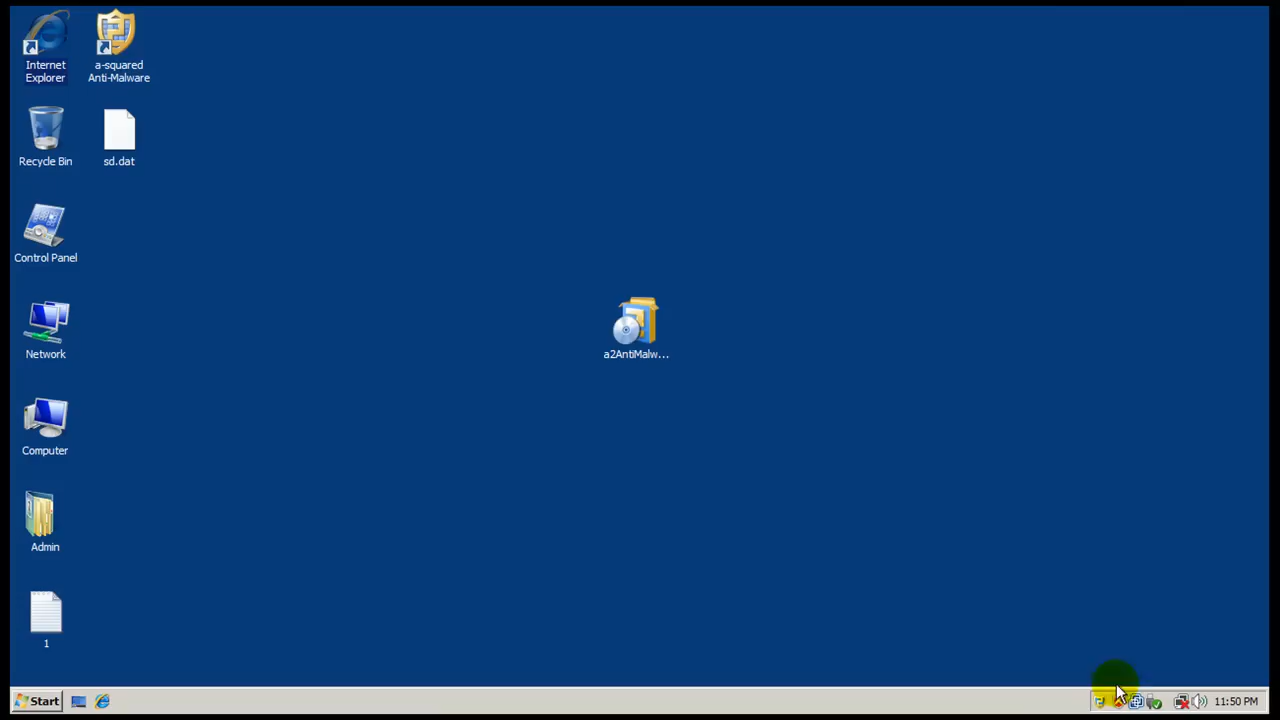 Internet
Explorer
a-squared
Anti-Malware
Recycle Bin
sd.dat
Control Panel
Network
a2AntiMalw...
Computer
Admin
1
Start
11:50 PM